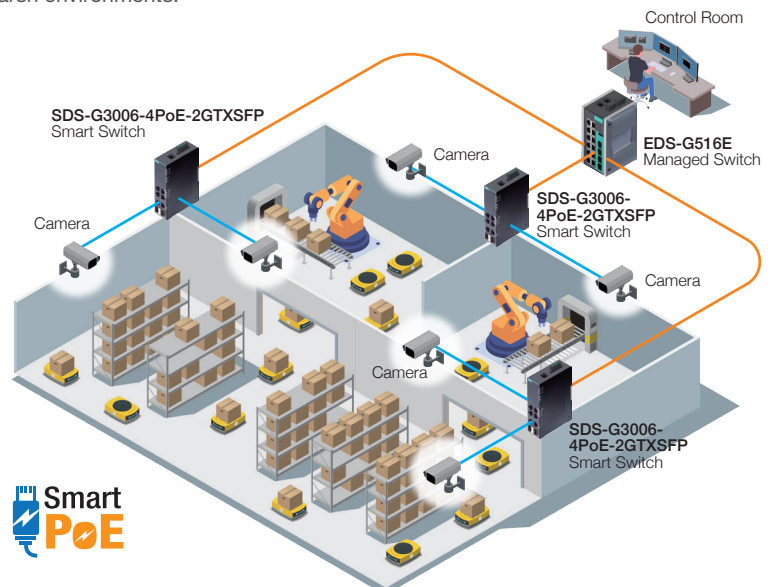 environments.
Control Room
SDS-G3006-4PoE-2GTXSFP
Smart Switch
EDS-G516E
Managed Switch
Camera
SDS-G3006-
4PoE-2GTXSFP
Smart Switch
Camera
Camera
Camera
SDS-G3006-
4PoE-2GTXSFP
Smart Switch
Smart
PoE